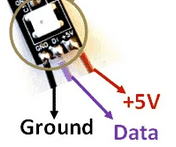 GND DI +5V
+5V
Ground
Data